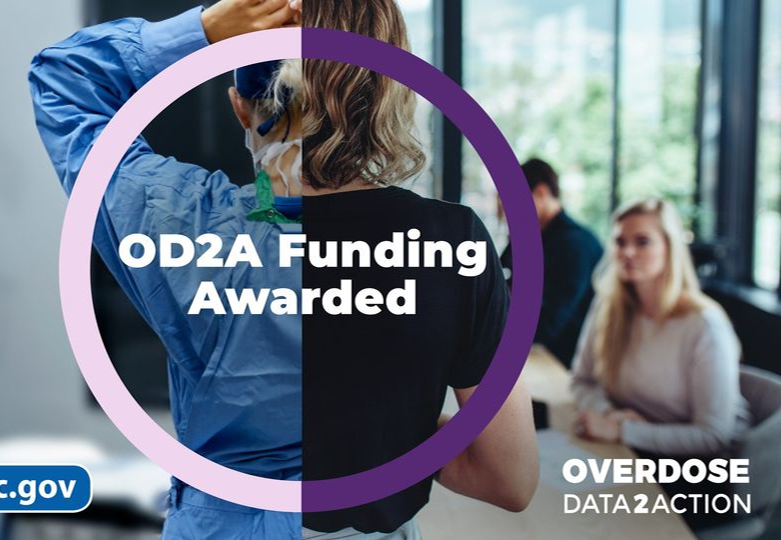 OD2A Funding
Awarded
c.gov
OVERDOSE
DATA2ACTION